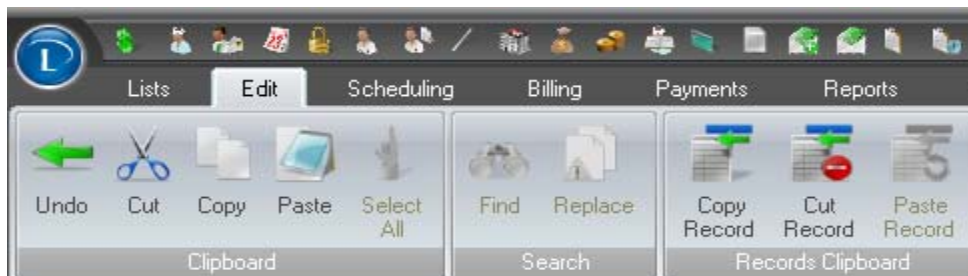 D
Lists Edit Scheduling Billing Payments Reports
Undo Cut Copy Paste Select All Find Replace Copy Record Cut Record Paste Record
Clipboard Search Records Clipboard